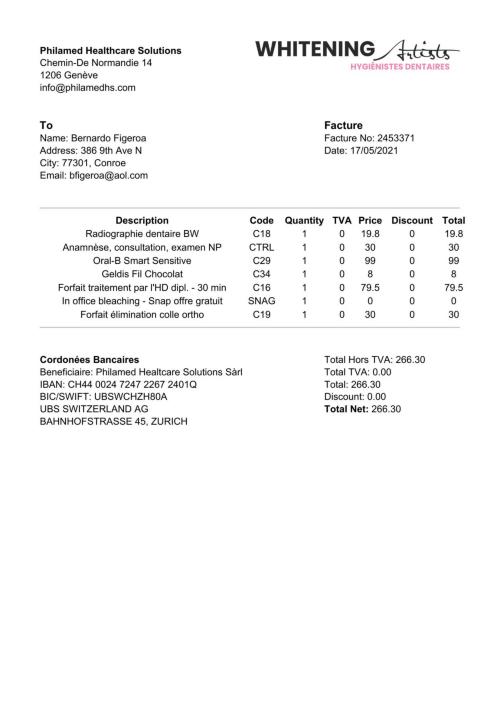 Philamed Healthcare Solutions
Chemin-De Normandie 14
1206 Genève
info@philamedhs.com
WHITENING Artists
HYGIÉNISTES DENTAIRES
To
Name: Bernardo Figeroa
Address: 386 9th Ave N
City: 77301, Conroe
Email: bfigeroa@aol.com
Facture
Facture No: 2453371
Date: 17/05/2021
Description Code Quantity TVA Price Discount Total
Radiographie dentaire BW C18 1 0 19.8 0 19.8
Anamnèse, consultation, examen NP CTRL 1 0 30 0 30
Oral-B Smart Sensitive C29 1 0 99 0 99
Geldis Fil Chocolat C34 1 0 8 0 8
Forfait traitement par l'HD dipl. - 30 min C16 1 0 79.5 0 79.5
In office bleaching - Snap offre gratuit SNAG 1 0 0 0 0
Forfait élimination colle ortho C19 1 0 30 0 30
Cordonées Bancaires
Beneficiaire: Philamed Healtcare Solutions Sàrl
IBAN: CH44 0024 7247 2267 2401Q
BIC/SWIFT: UBSWCHZH80A
UBS SWITZERLAND AG
BAHNHOFSTRASSE 45, ZURICH
Total Hors TVA: 266.30
Total TVA: 0.00
Total: 266.30
Discount: 0.00
Total Net: 266.30